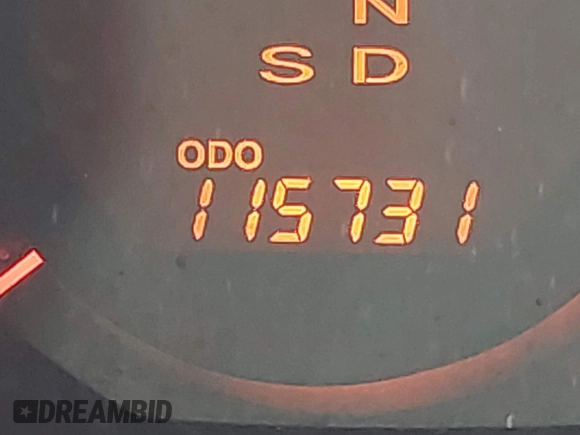 N
S D
ODO
115731
DREAMBID